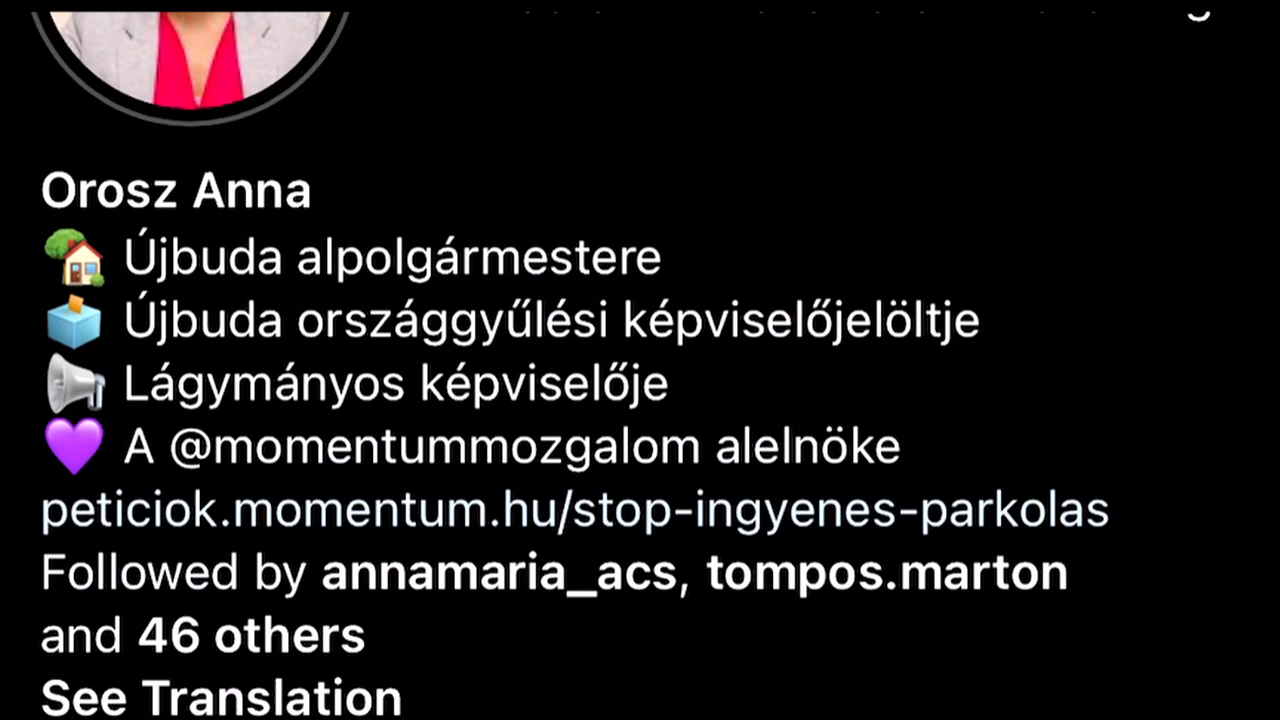 Orosz Anna
🏡 Újbuda alpolgármestere
🗳️ Újbuda országgyűlési képviselőjelöltje
📢 Lágymányos képviselője
💜 A @momentummozgalom alelnöke
peticiok.momentum.hu/stop-ingyenes-parkolas
Followed by annamaria_acs, tompos.marton
and 46 others
See Translation